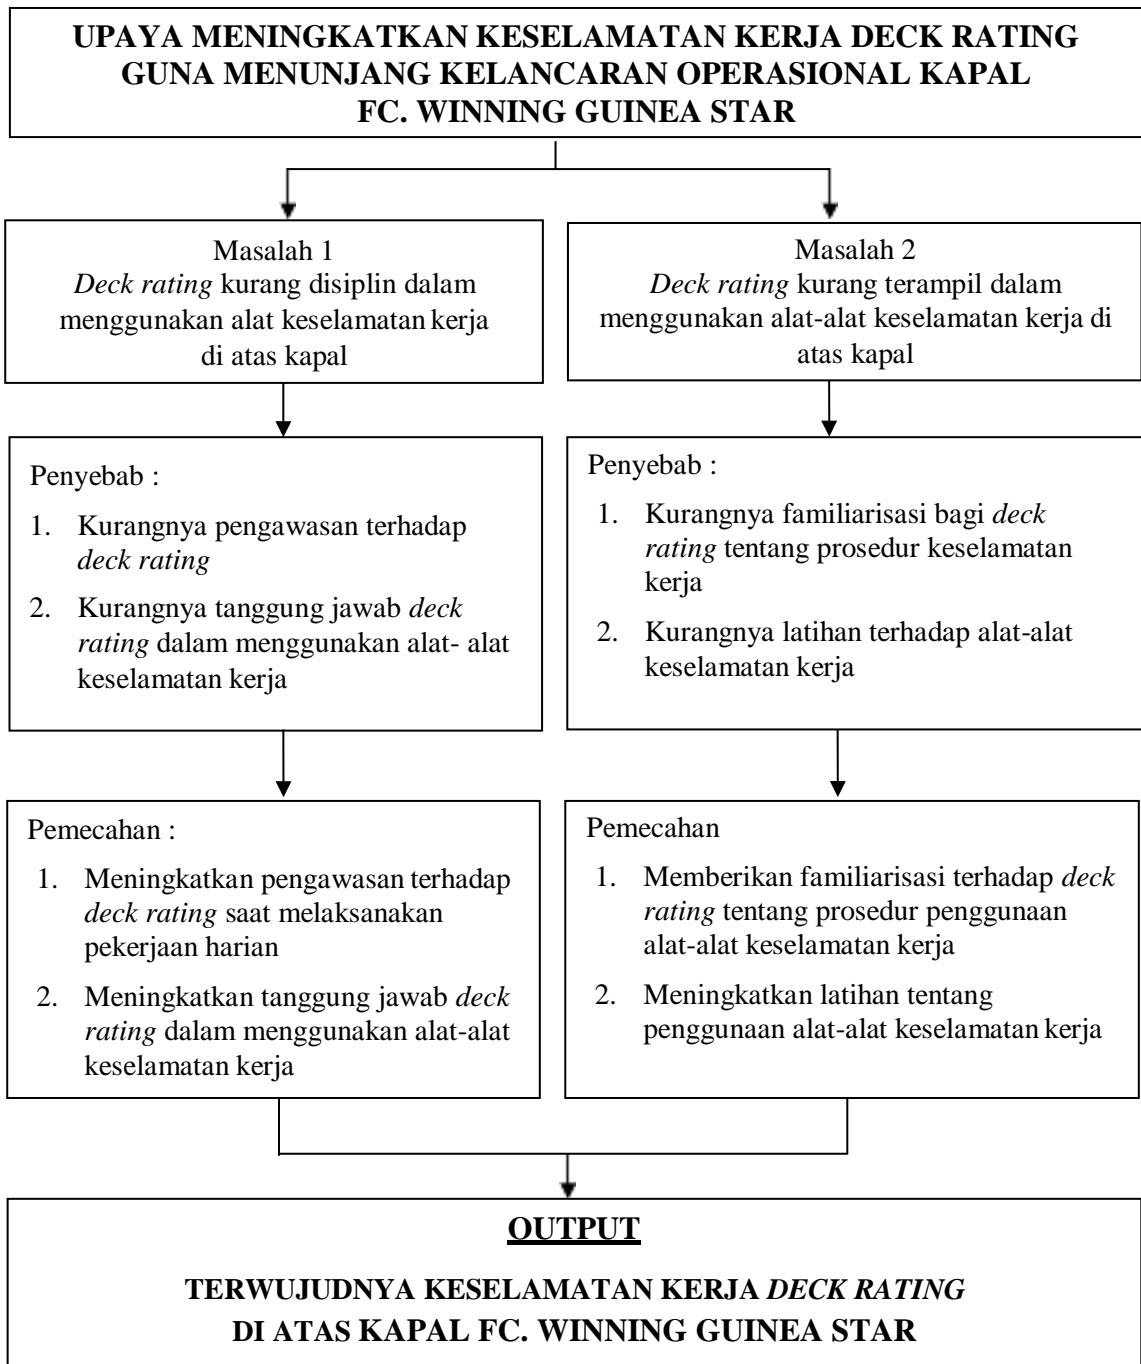 UPAYA MENINGKATKAN KESELAMATAN KERJA DECK RATING
GUNA MENUNJANG KELANCARAN OPERASIONAL KAPAL
FC. WINNING GUINEA STAR
Masalah 1
Deck rating kurang disiplin dalam
menggunakan alat keselamatan kerja
di atas kapal
Masalah 2
Deck rating kurang terampil dalam
menggunakan alat-alat keselamatan kerja di
atas kapal
Penyebab :
1. Kurangnya pengawasan terhadap
deck rating
2. Kurangnya tanggung jawab deck
rating dalam menggunakan alat- alat
keselamatan kerja
Penyebab :
1. Kurangnya familiarisasi bagi deck
rating tentang prosedur keselamatan
kerja
2. Kurangnya latihan terhadap alat-alat
keselamatan kerja
Pemecahan :
1. Meningkatkan pengawasan terhadap
deck rating saat melaksanakan
pekerjaan harian
2. Meningkatkan tanggung jawab deck
rating dalam menggunakan alat-alat
keselamatan kerja
Pemecahan
1. Memberikan familiarisasi terhadap deck
rating tentang prosedur penggunaan
alat-alat keselamatan kerja
2. Meningkatkan latihan tentang
penggunaan alat-alat keselamatan kerja
OUTPUT
TERWUJUDNYA KESELAMATAN KERJA DECK RATING
DI ATAS KAPAL FC. WINNING GUINEA STAR